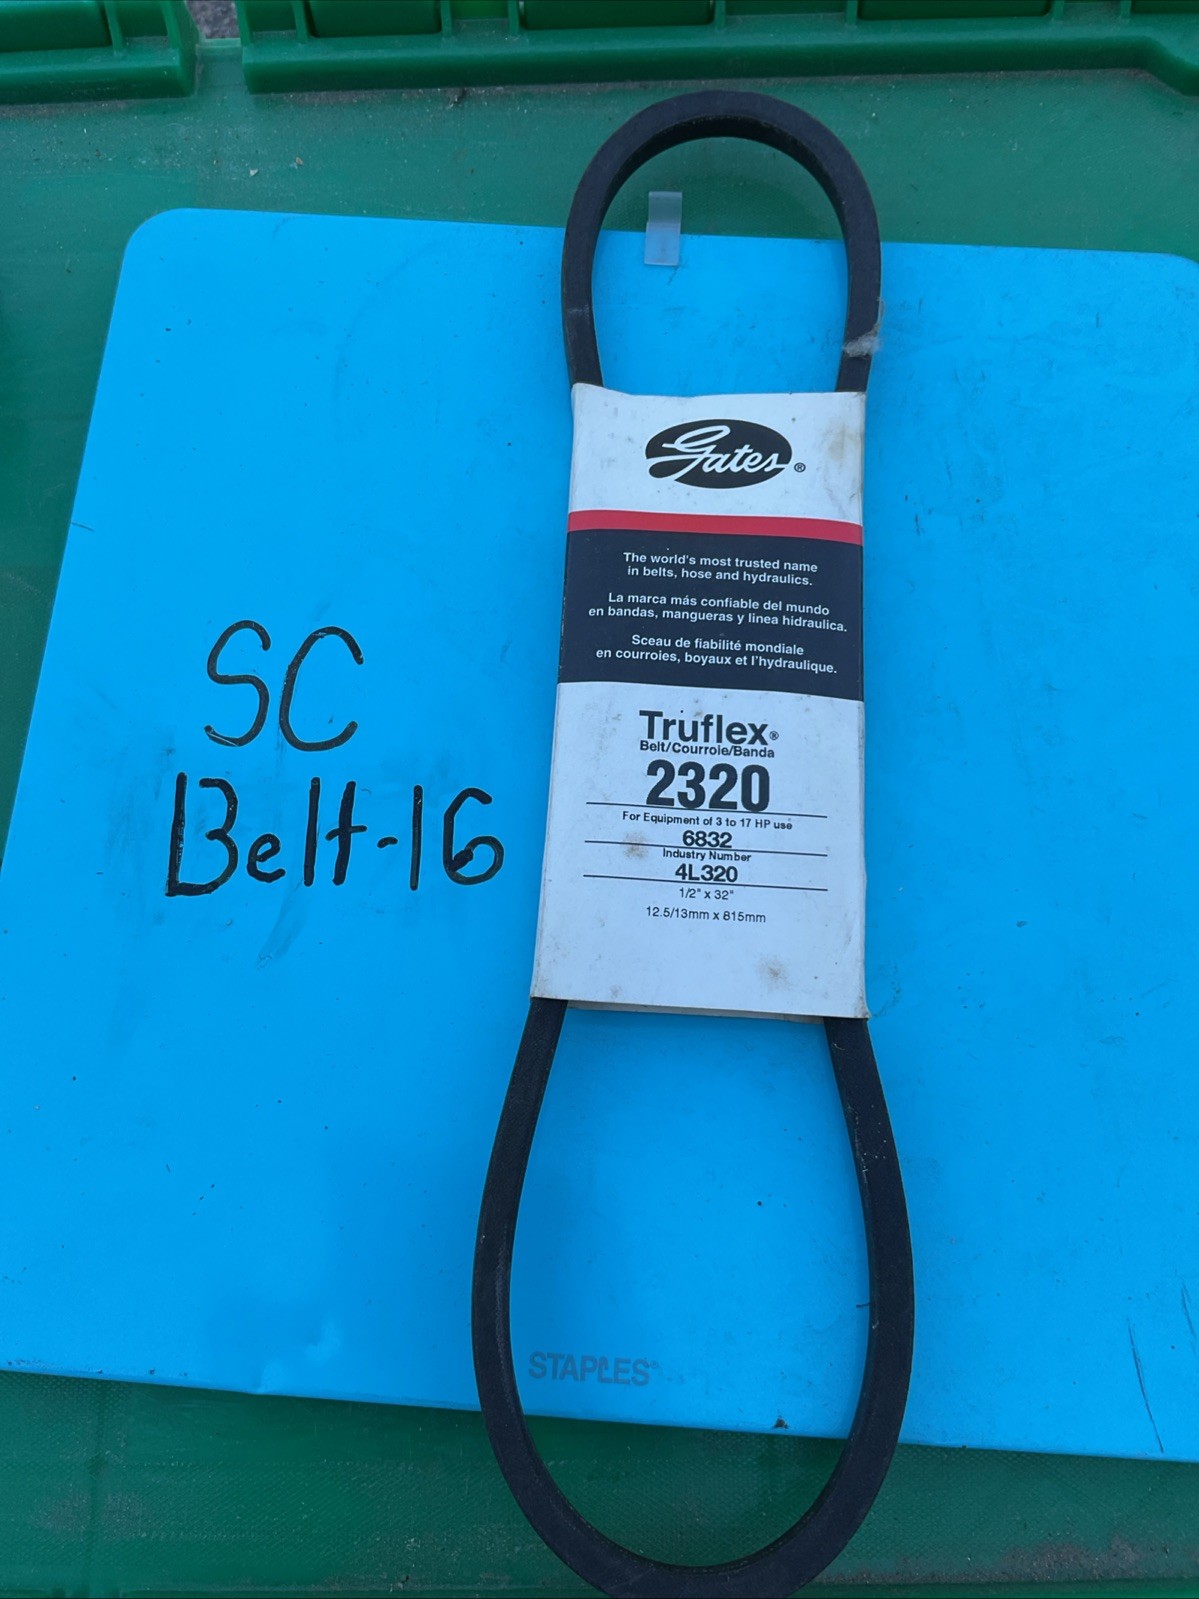 Gates®
The world's most trusted name
in belts, hose and hydraulics.
La marca más confiable del mundo
en bandas, mangueras y linea hidraulica.
Sceau de fiabilité mondiale
en courroies, boyaux et l'hydraulique.
Truflex®
Belt/Courroie/Banda
2320
For Equipment of 3 to 17 HP use
6832
Industry Number
4L320
1/2" x 32"
12.5/13mm x 815mm
SC
Belt-16
STAPLES